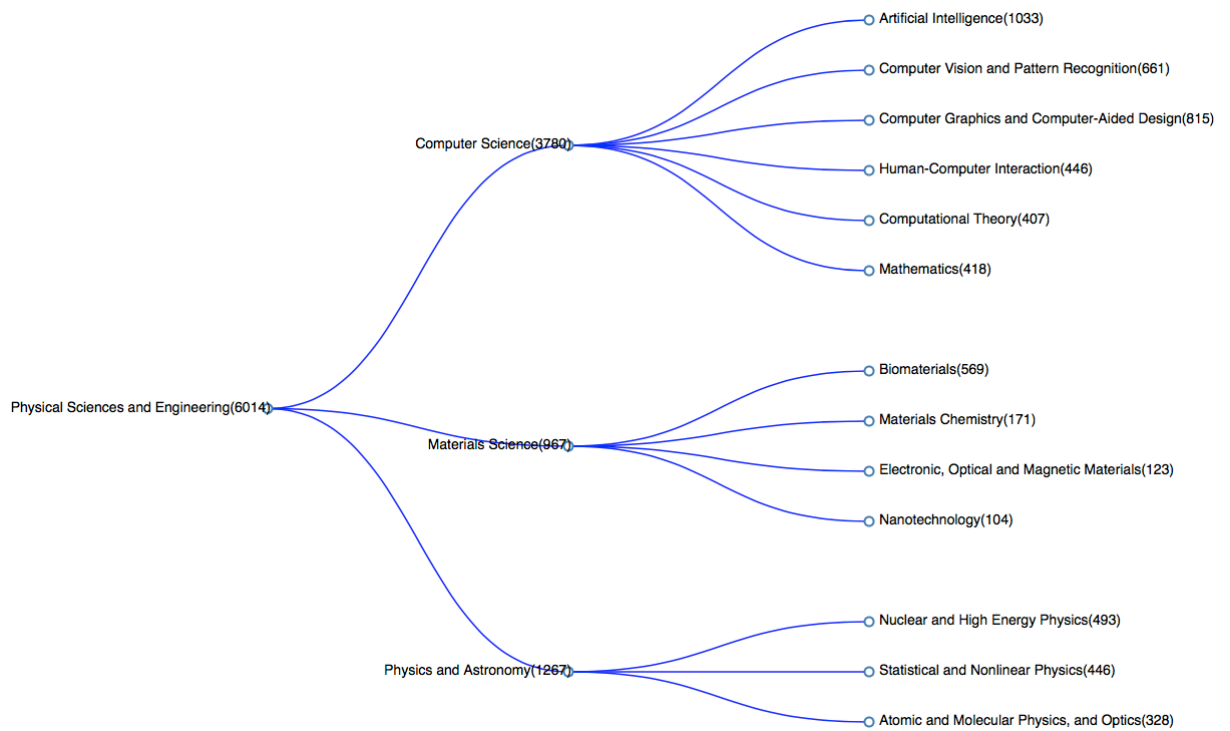 Artificial Intelligence(1033)
Computer Vision and Pattern Recognition(661)
Computer Graphics and Computer-Aided Design(815)
Computer Science(3780)
Human-Computer Interaction(446)
Computational Theory(407)
Mathematics(418)
Biomaterials(569)
Physical Sciences and Engineering(6014)
Materials Chemistry(171)
Materials Science(967)
Electronic, Optical and Magnetic Materials(123)
Nanotechnology(104)
Nuclear and High Energy Physics(493)
Physics and Astronomy(1267)
Statistical and Nonlinear Physics(446)
Atomic and Molecular Physics, and Optics(328)